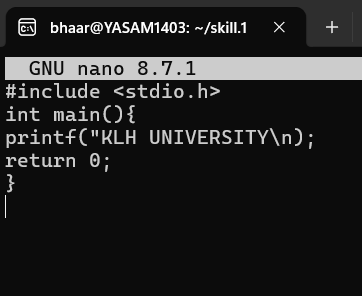 bhaar@YASAM1403: ~/skill.1
GNU nano 8.7.1
#include <stdio.h>
int main(){
printf("KLH UNIVERSITY\n);
return 0;
}